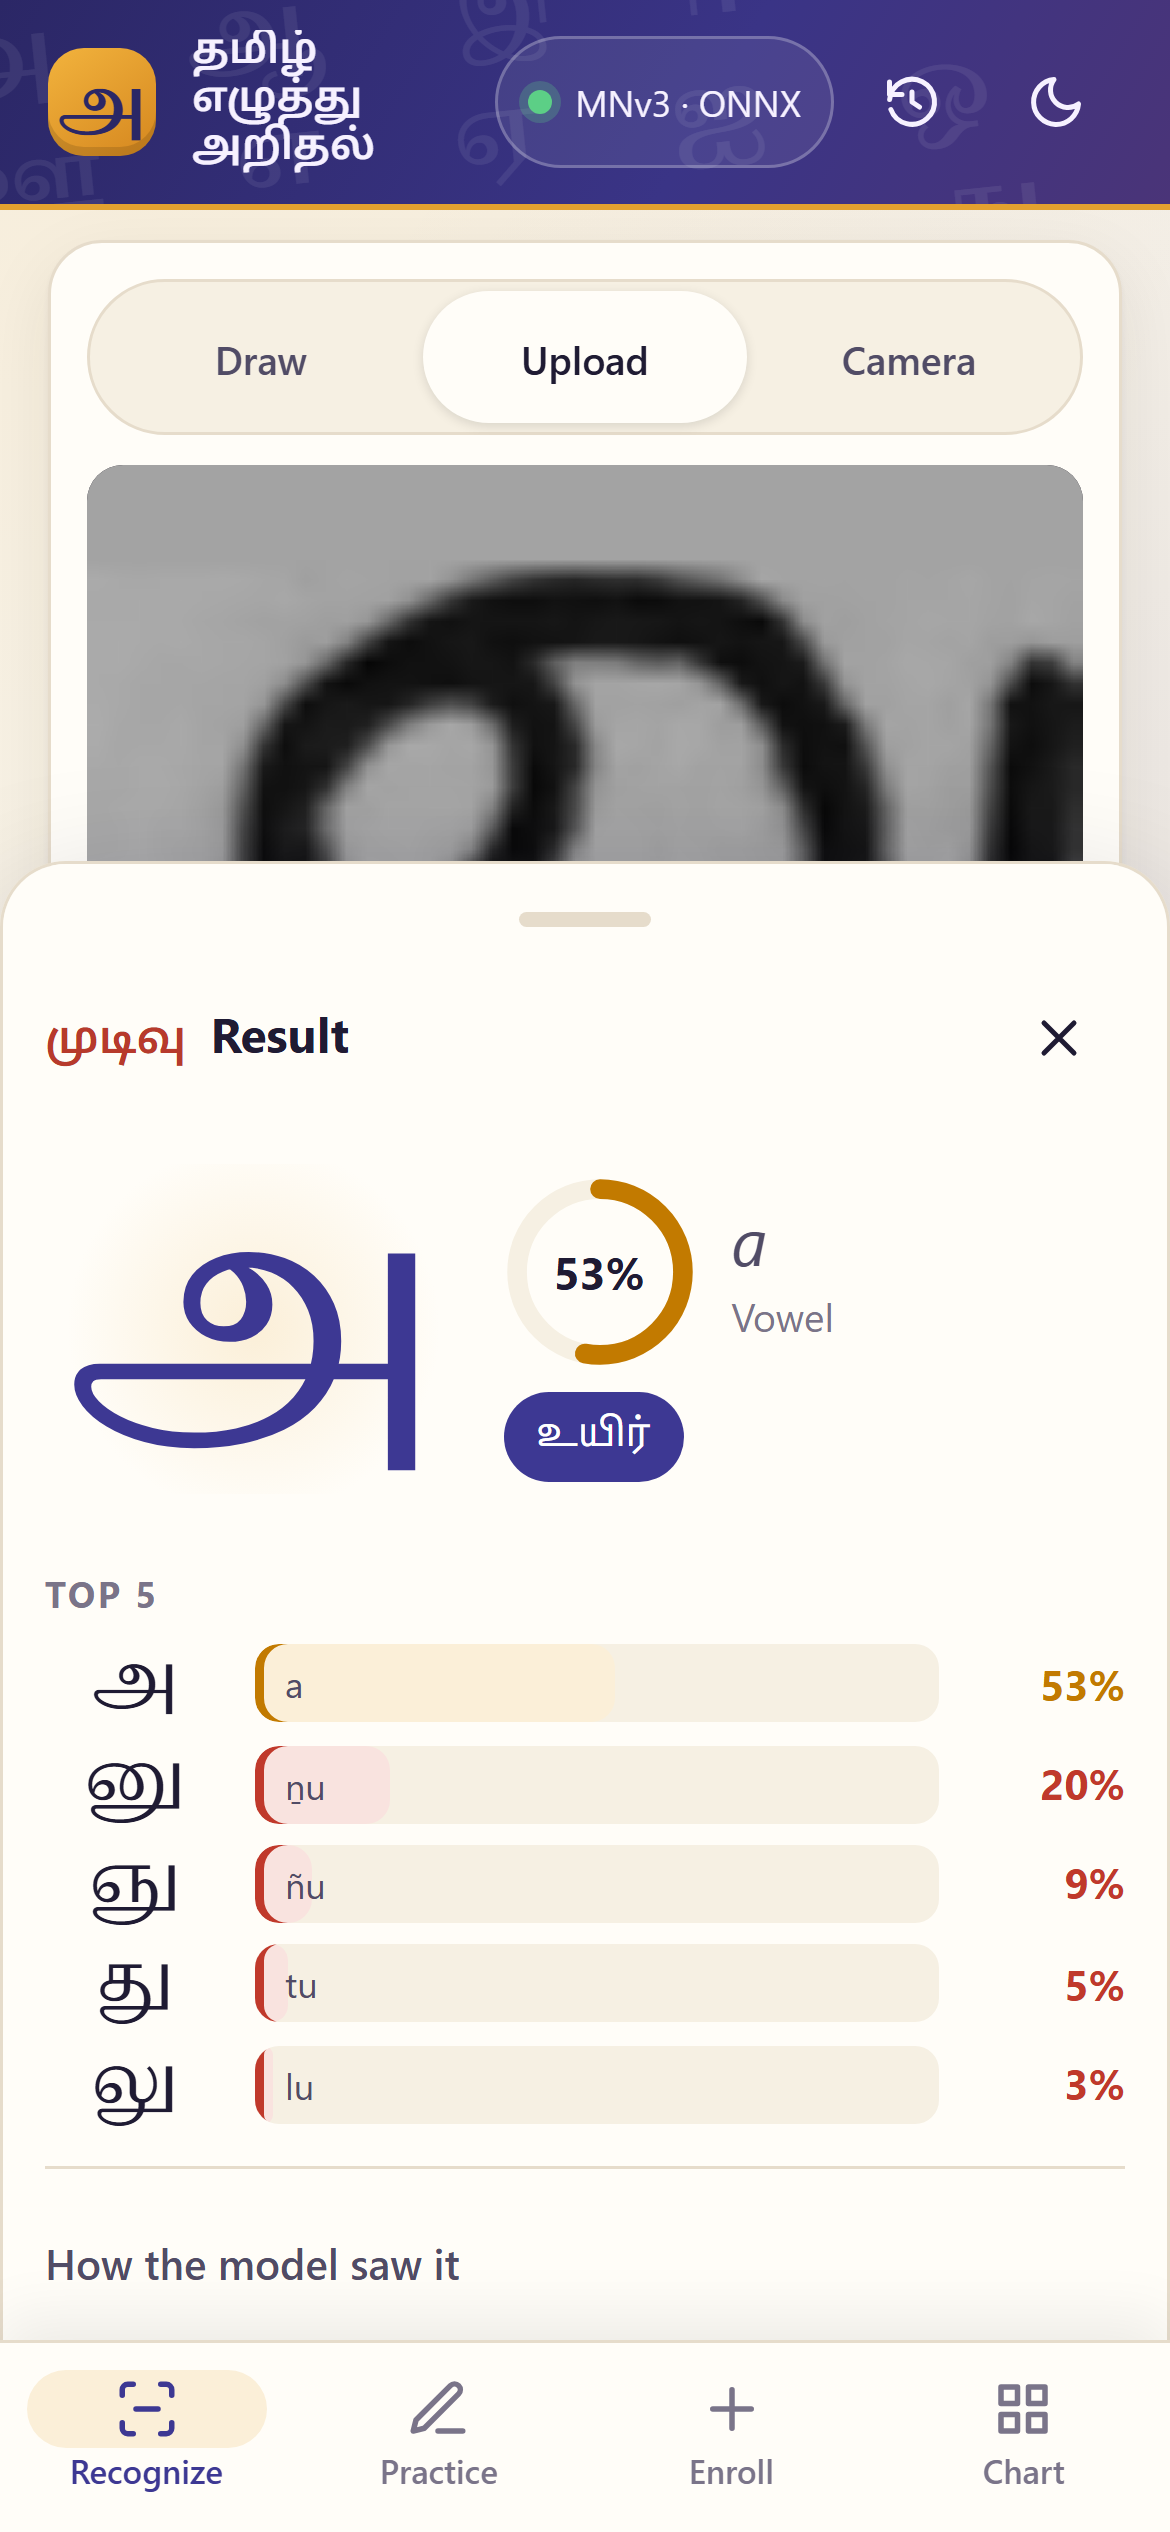 அ
தமிழ்
எழுத்து
அறிதல்
MNv3 · ONNX
Draw
Upload
Camera
முடிவு Result
அ
53%
a
Vowel
உயிர்
TOP 5
அ a 53%
னு ṉu 20%
ஞு ñu 9%
து tu 5%
லு lu 3%
How the model saw it
Recognize
Practice
Enroll
Chart